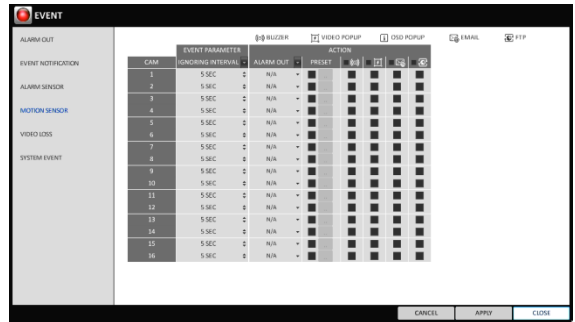 EVENT
ALARM OUT
EVENT NOTIFICATION
ALARM SENSOR
MOTION SENSOR
VIDEO LOSS
SYSTEM EVENT
BUZZER VIDEO POPUP OSD POPUP EMAIL FTP
EVENT PARAMETER ACTION
CAM IGNORING INTERVAL ALARM OUT PRESET
1 5 SEC N/A
2 5 SEC N/A
3 5 SEC N/A
4 5 SEC N/A
5 5 SEC N/A
6 5 SEC N/A
7 5 SEC N/A
8 5 SEC N/A
9 5 SEC N/A
10 5 SEC N/A
11 5 SEC N/A
12 5 SEC N/A
13 5 SEC N/A
14 5 SEC N/A
15 5 SEC N/A
16 5 SEC N/A
CANCEL APPLY CLOSE